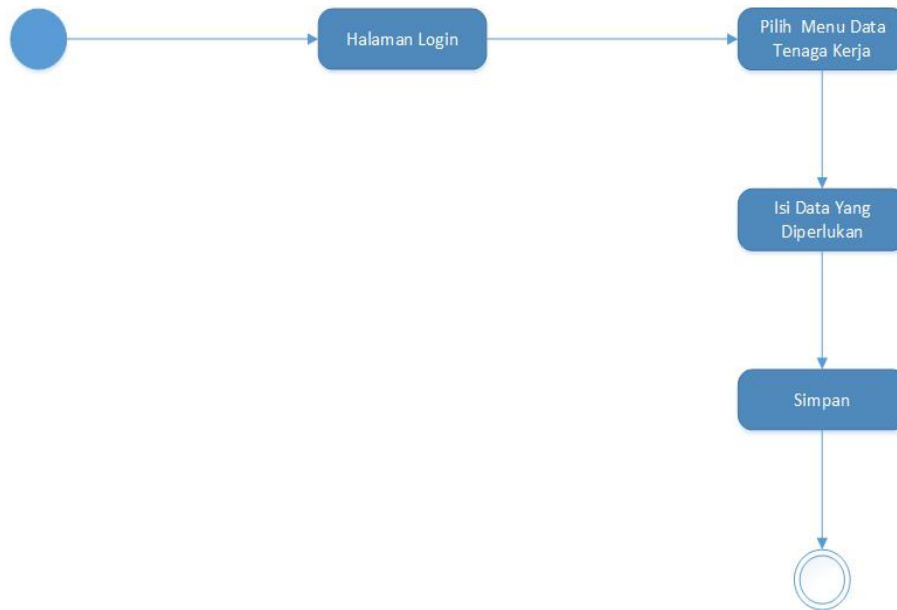 Halaman Login
Pilih Menu Data
Tenaga Kerja
Isi Data Yang
Diperlukan
Simpan